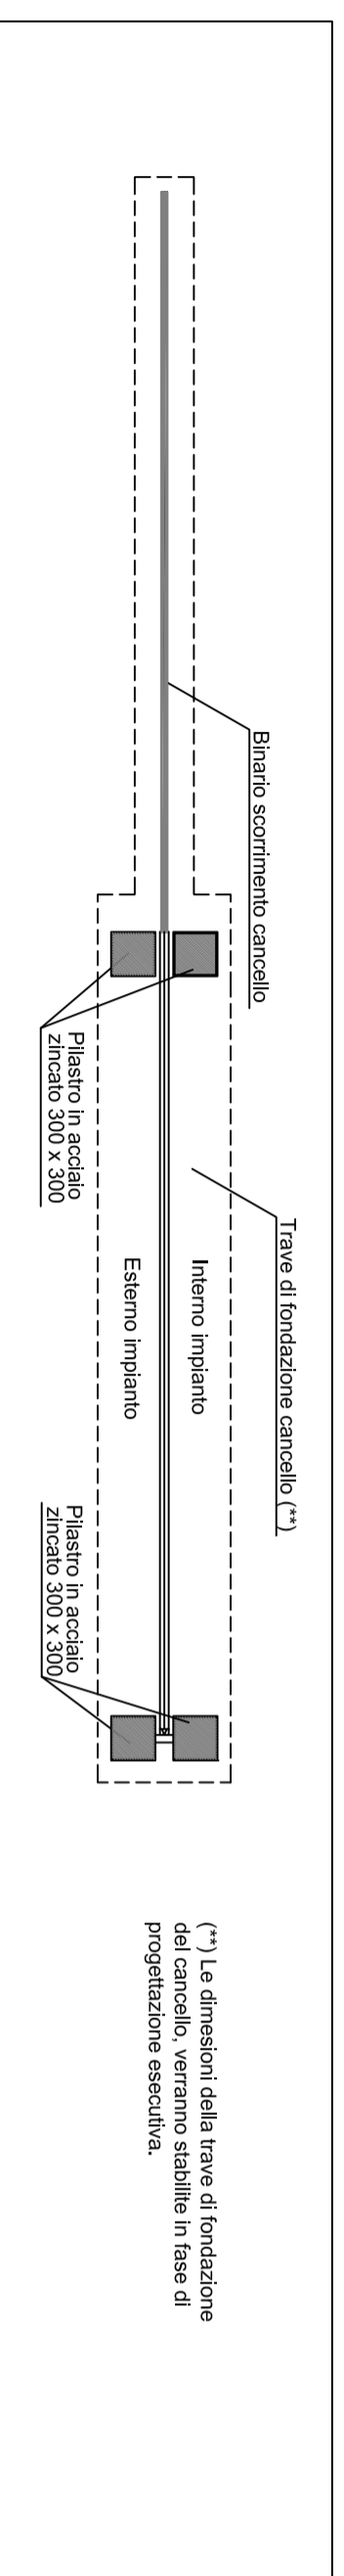 Binario scorrimento cancello
Trave di fondazione cancello (**)
Interno impianto
Esterno impianto
Pilastro in acciaio
zincato 300 x 300
Pilastro in acciaio
zincato 300 x 300
(**) Le dimesioni della trave di fondazione
del cancello, verranno stabilite in fase di
progettazione esecutiva.